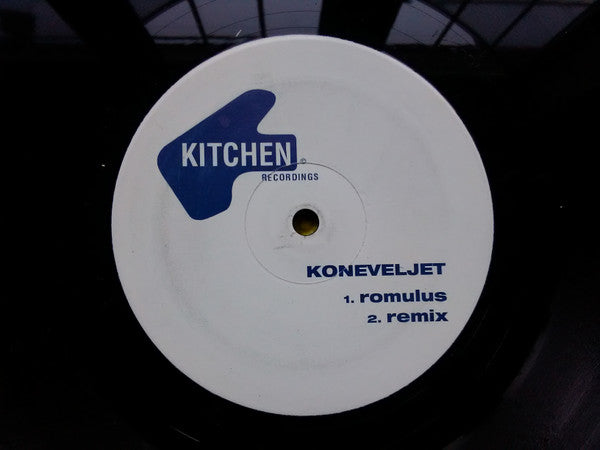 KITCHEN ©
RECORDINGS
KONEVELJET
1. romulus
2. remix